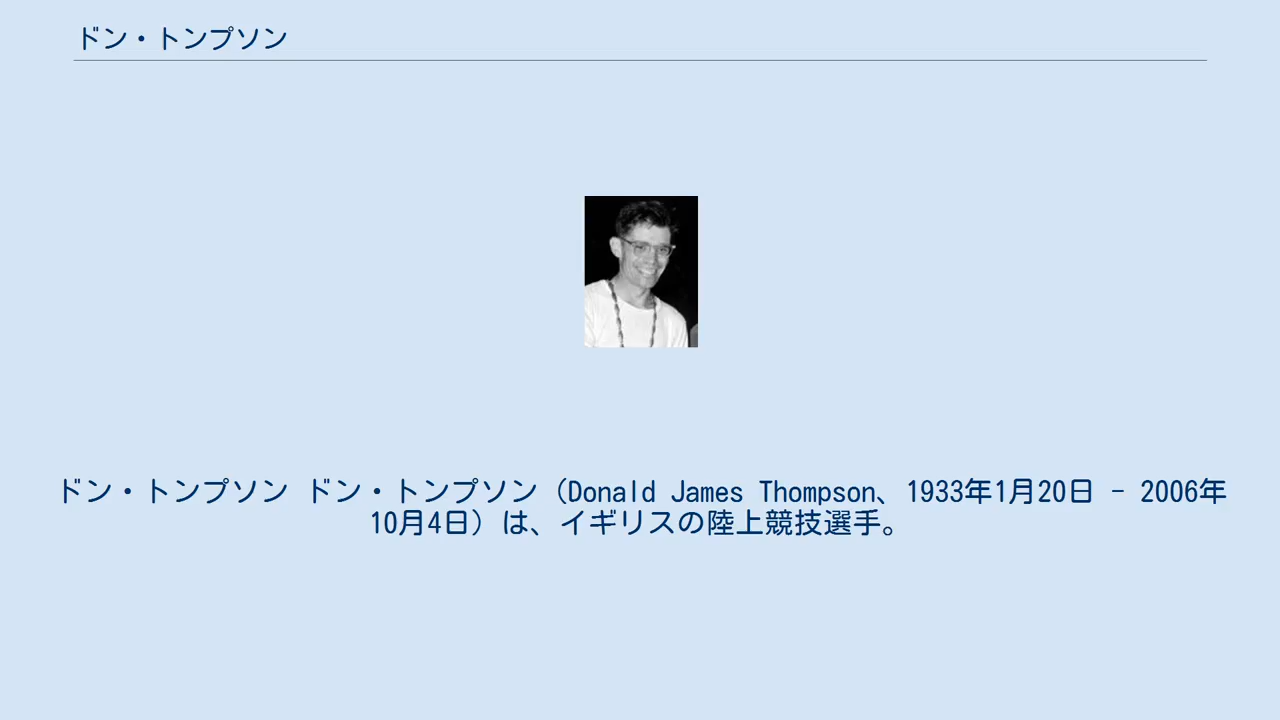 ドン・トンプソン
ドン・トンプソン ドン・トンプソン（Donald James Thompson、1933年1月20日 - 2006年
10月4日）は、イギリスの陸上競技選手。